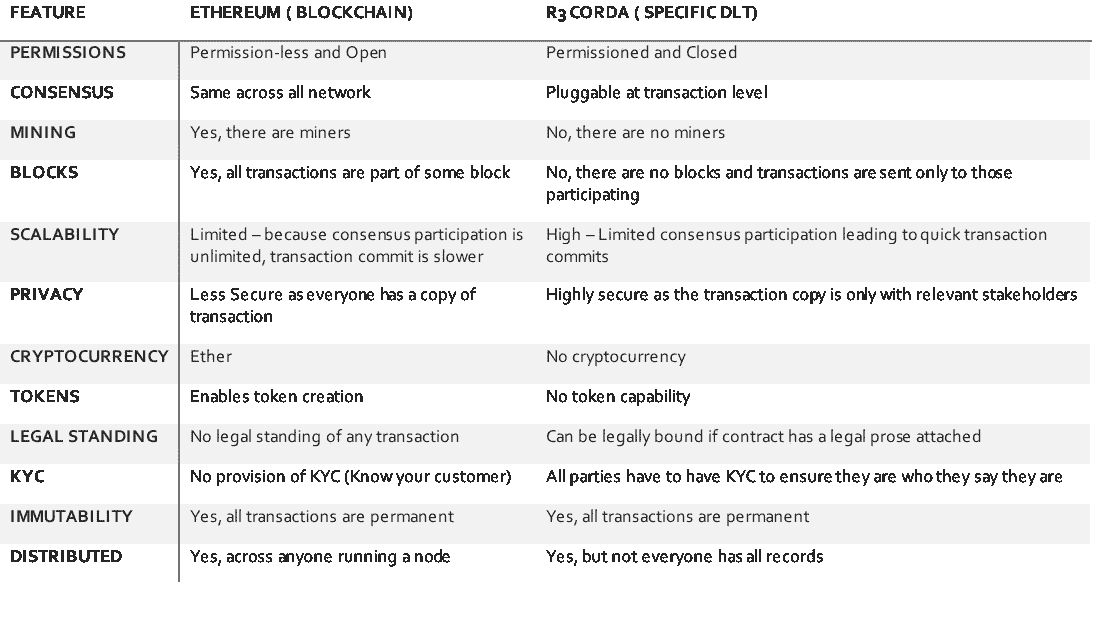 FEATURE ETHEREUM ( BLOCKCHAIN) R3 CORDA ( SPECIFIC DLT)
PERMISSIONS Permission-less and Open Permissioned and Closed
CONSENSUS Same across all network Pluggable at transaction level
MINING Yes, there are miners No, there are no miners
BLOCKS Yes, all transactions are part of some block No, there are no blocks and transactions are sent only to those
participating
SCALABILITY Limited – because consensus participation is High – Limited consensus participation leading to quick transaction
unlimited, transaction commit is slower commits
PRIVACY Less Secure as everyone has a copy of Highly secure as the transaction copy is only with relevant stakeholders
transaction
CRYPTOCURRENCY Ether No cryptocurrency
TOKENS Enables token creation No token capability
LEGAL STANDING No legal standing of any transaction Can be legally bound if contract has a legal prose attached
KYC No provision of KYC (Know your customer) All parties have to have KYC to ensure they are who they say they are
IMMUTABILITY Yes, all transactions are permanent Yes, all transactions are permanent
DISTRIBUTED Yes, across anyone running a node Yes, but not everyone has all records